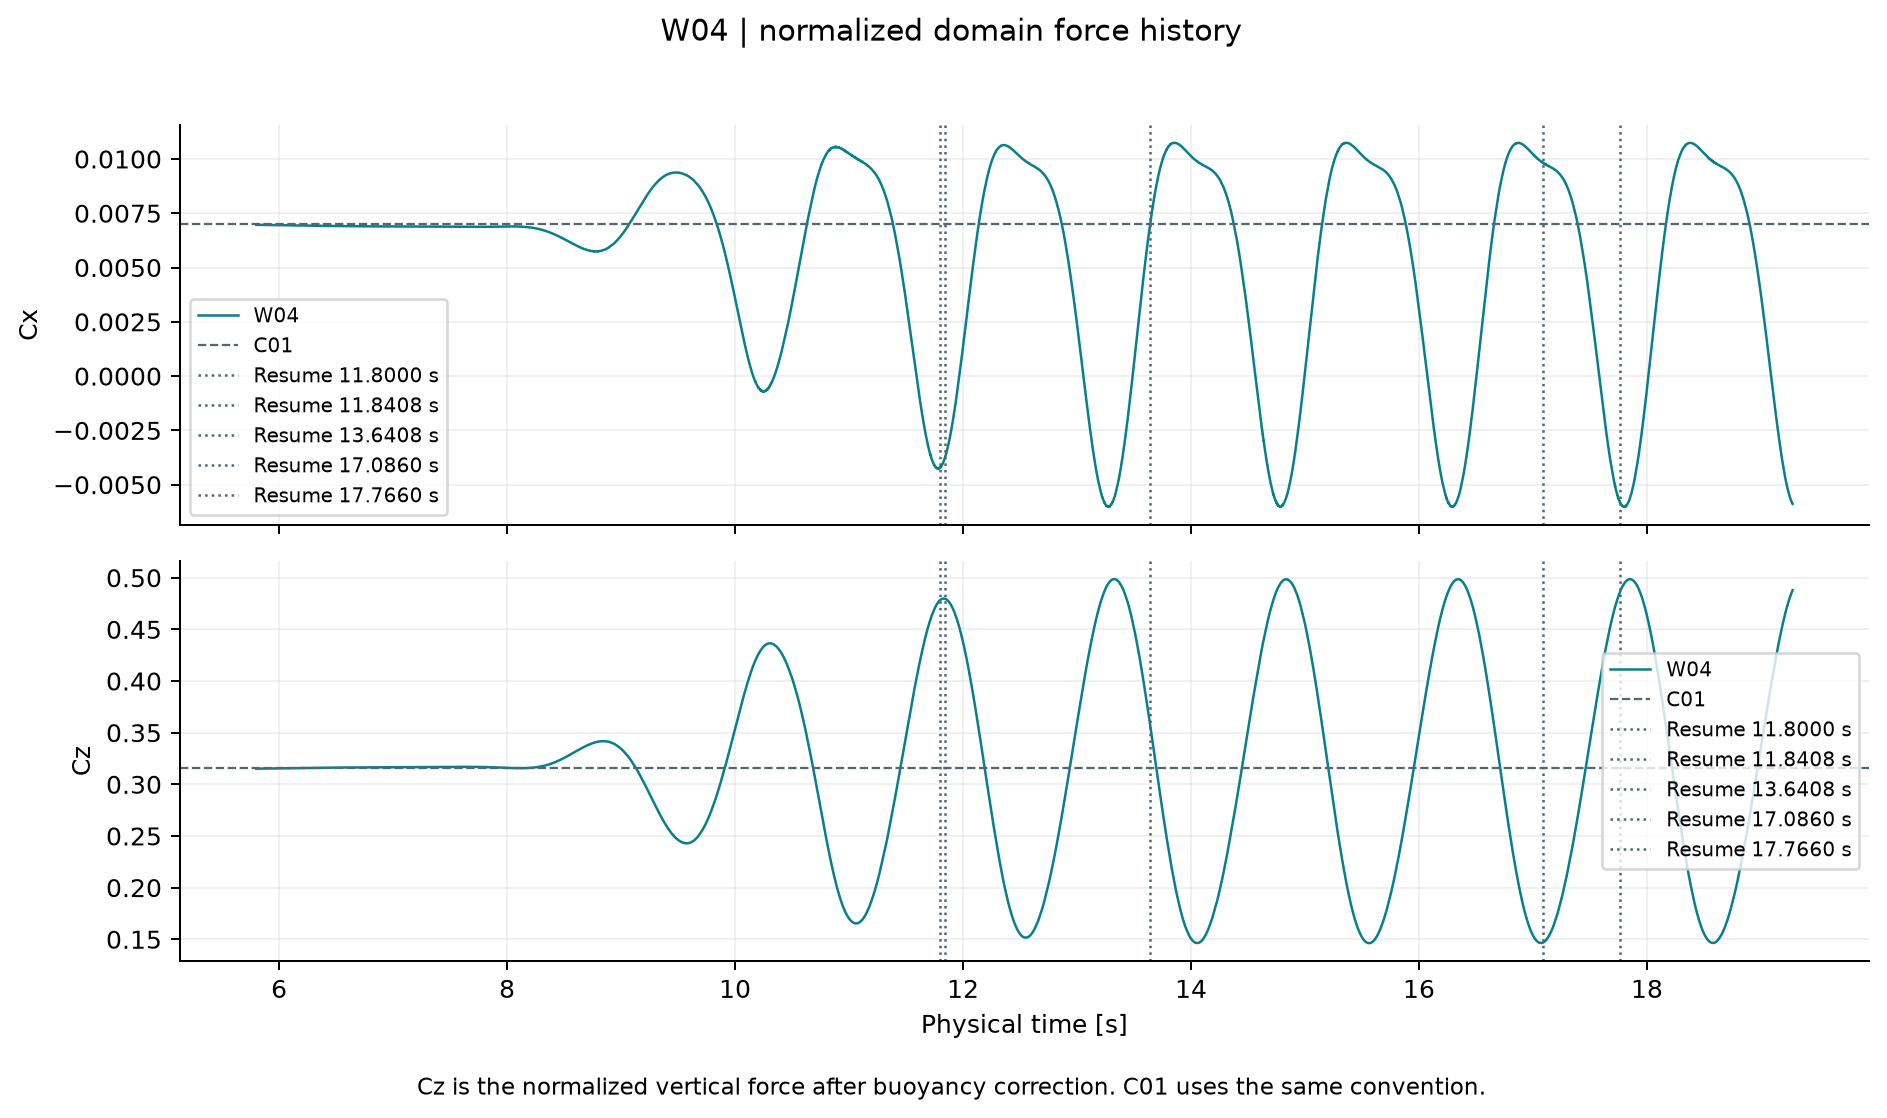 W04 | normalized domain force history
0.0100
0.0075
0.0050
0.0025
0.0000
−0.0025
−0.0050
Cx
W04
C01
Resume 11.8000 s
Resume 11.8408 s
Resume 13.6408 s
Resume 17.0860 s
Resume 17.7660 s
0.50
0.45
0.40
0.35
0.30
0.25
0.20
0.15
Cz
W04
C01
Resume 11.8000 s
Resume 11.8408 s
Resume 13.6408 s
Resume 17.0860 s
Resume 17.7660 s
6 8 10 12 14 16 18
Physical time [s]
Cz is the normalized vertical force after buoyancy correction. C01 uses the same convention.